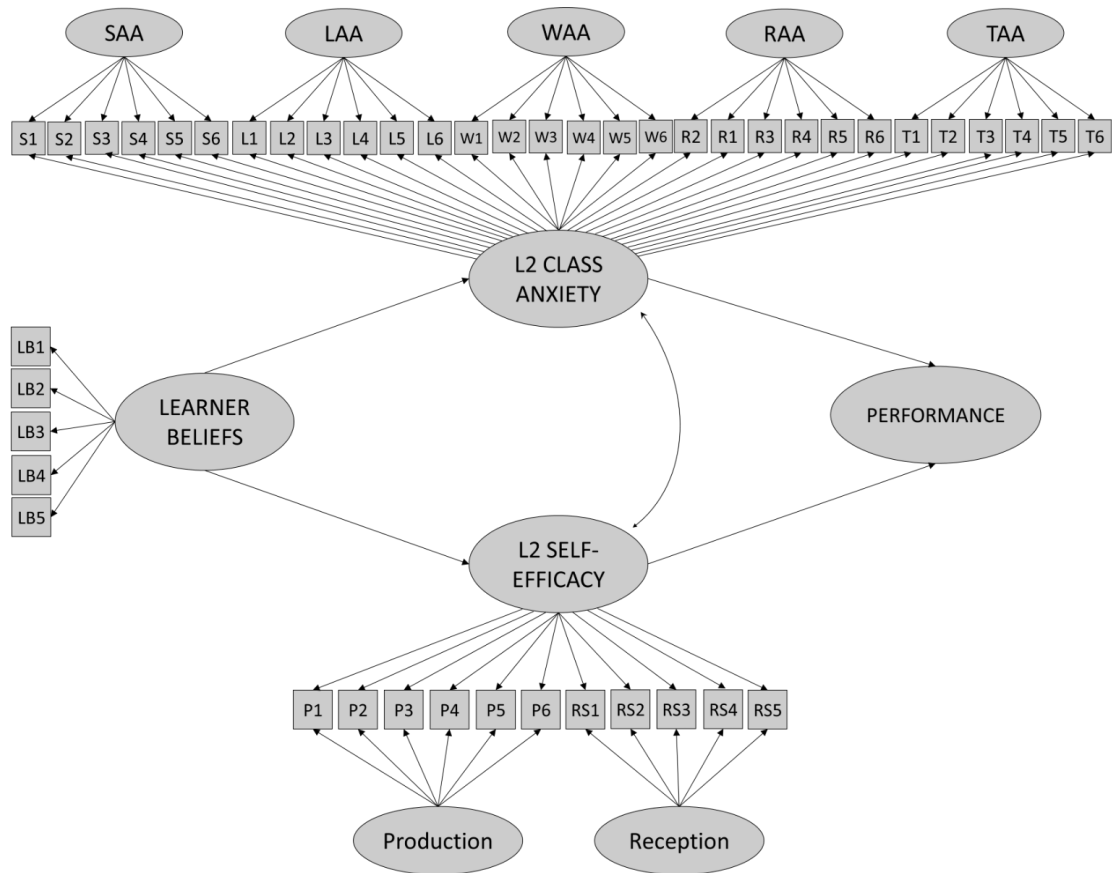 SAA LAA WAA RAA TAA
S1 S2 S3 S4 S5 S6 L1 L2 L3 L4 L5 L6 W1 W2 W3 W4 W5 W6 R2 R1 R3 R4 R5 R6 T1 T2 T3 T4 T5 T6
L2 CLASS
ANXIETY
LB1
LB2
LB3
LB4
LB5
LEARNER
BELIEFS
PERFORMANCE
L2 SELF-
EFFICACY
P1 P2 P3 P4 P5 P6 RS1 RS2 RS3 RS4 RS5
Production Reception